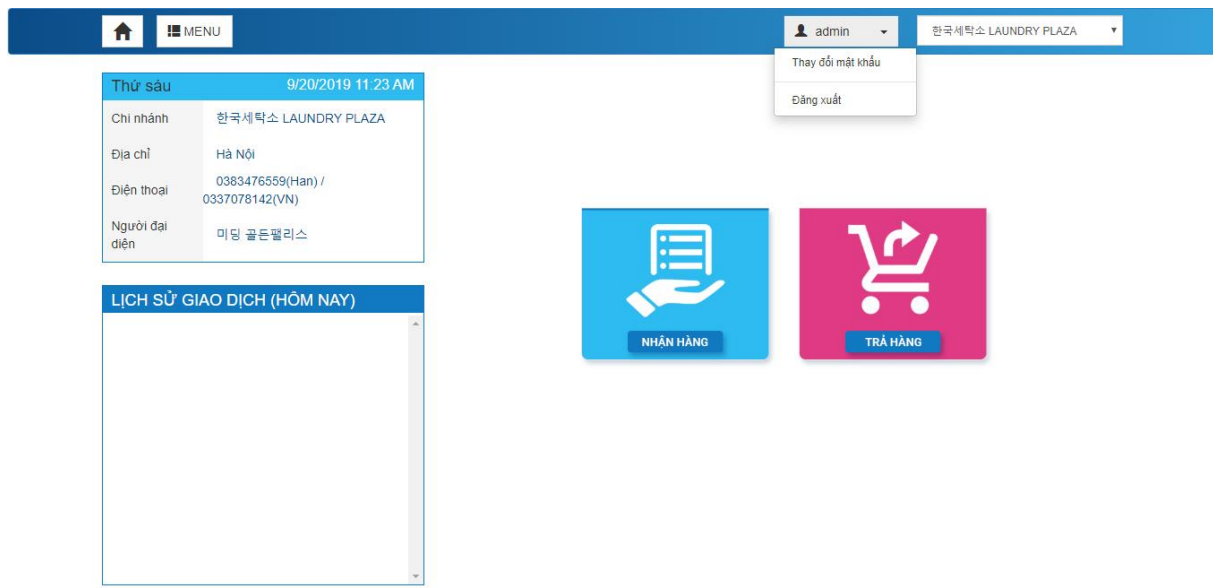 MENU
admin
한국세탁소 LAUNDRY PLAZA
Thay đổi mật khẩu
Đăng xuất
Thứ sáu 9/20/2019 11:23 AM
Chi nhánh 한국세탁소 LAUNDRY PLAZA
Địa chỉ Hà Nội
Điện thoại 0383476559(Han) /
0337078142(VN)
Người đại
diện 미딩 골든팰리스
LỊCH SỬ GIAO DỊCH (HÔM NAY)
NHẬN HÀNG
TRẢ HÀNG